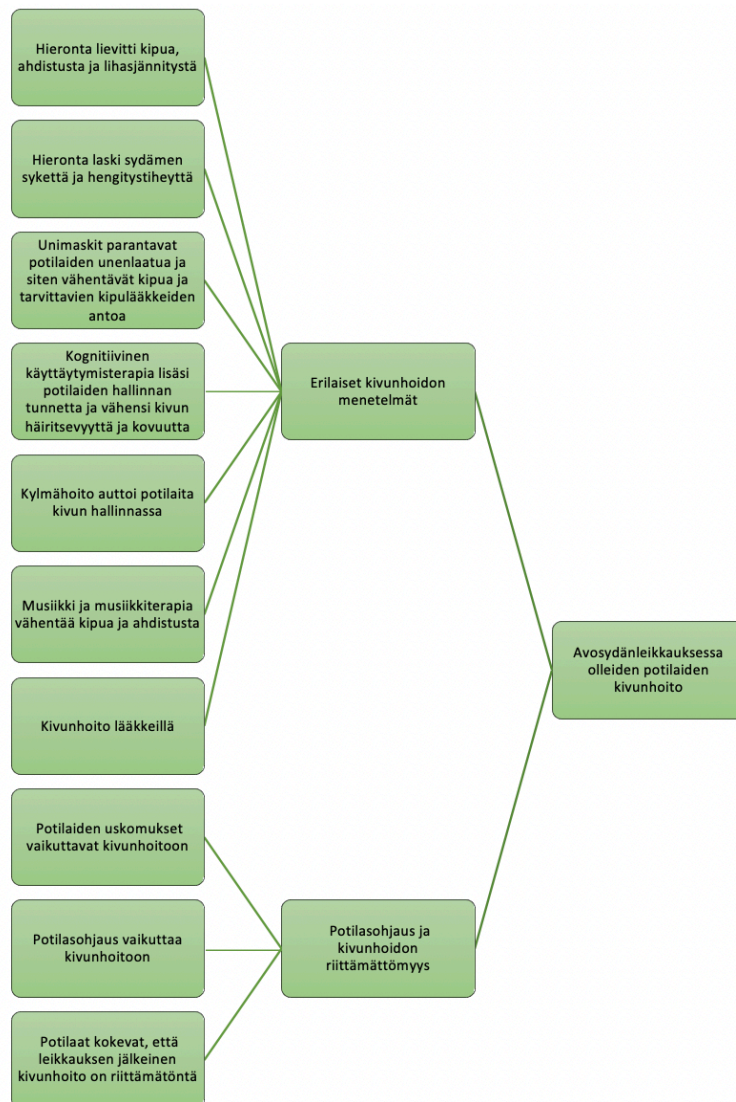 Hieronta lievitti kipua,
ahdistusta ja lihasjännitystä
Hieronta laski sydämen
sykettä ja hengitystiheyttä
Unimaskit parantavat
potilaiden unenlaatua ja
siten vähentävät kipua ja
tarvittavien kipulääkkeiden
antoa
Kognitiivinen
käyttäytymisterapia lisäsi
potilaiden hallinnan
tunnetta ja vähensi kivun
häiritsevyyttä ja kovuutta
Kylmähoito auttoi potilaita
kivun hallinnassa
Musiikki ja musiikkiterapia
vähentää kipua ja ahdistusta
Kivunhoito lääkkeillä
Potilaiden uskomukset
vaikuttavat kivunhoitoon
Potilasohjaus vaikuttaa
kivunhoitoon
Potilaat kokevat, että
leikkauksen jälkeinen
kivunhoito on riittämätöntä
Erilaiset kivunhoidon
menetelmät
Potilasohjaus ja
kivunhoidon
riittämättömyys
Avosydänleikkauksessa
olleiden potilaiden
kivunhoito